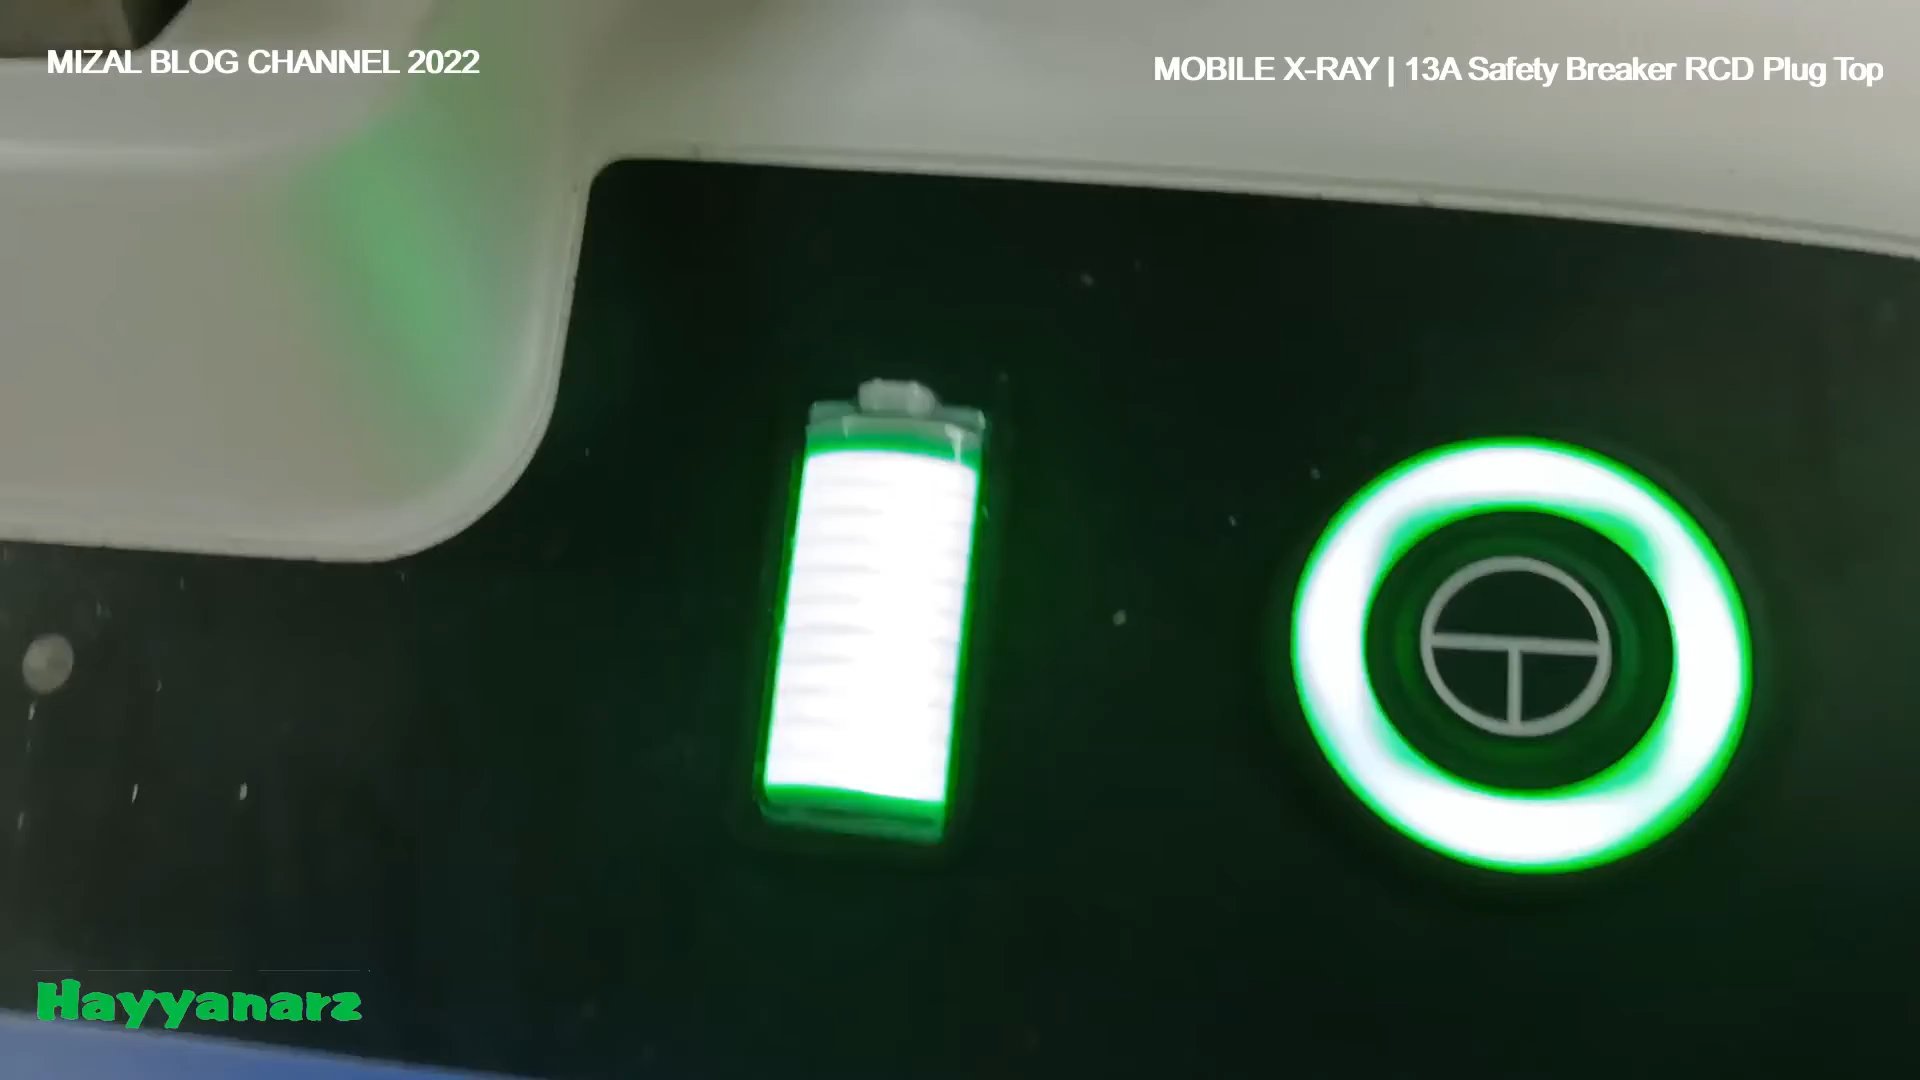 MIZAL BLOG CHANNEL 2022
MOBILE X-RAY | 13A Safety Breaker RCD Plug Top
Hayyanarz